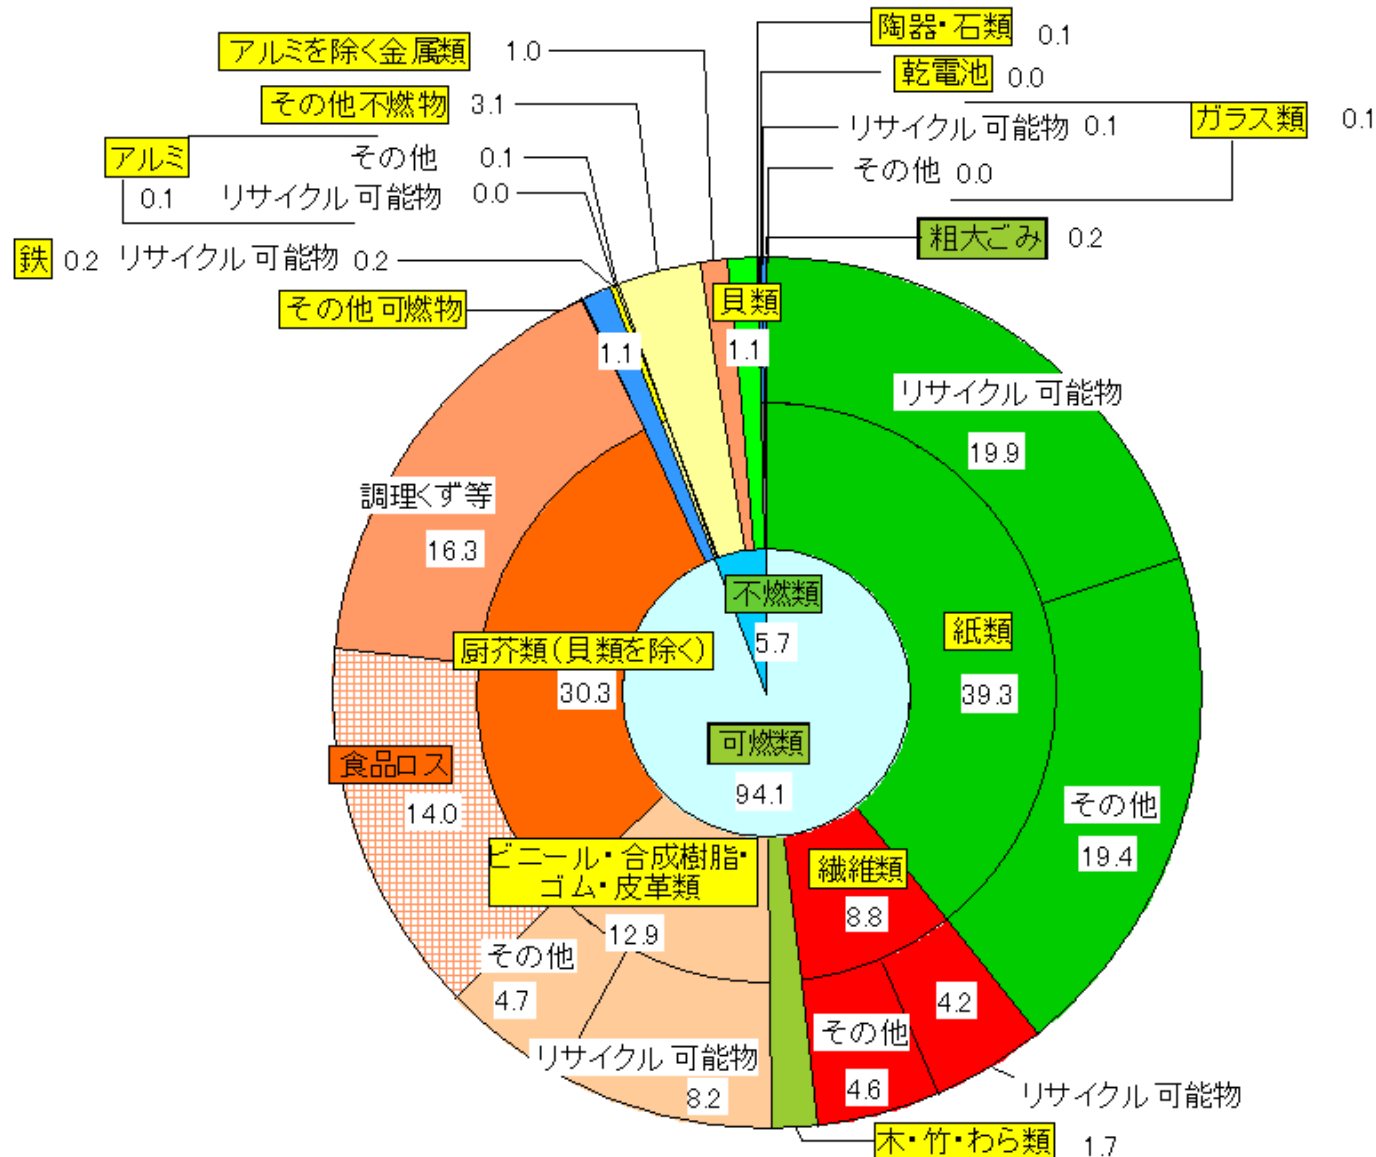 陶器・石類 0.1
アルミを除く金属類 1.0
乾電池 0.0
その他不燃物 3.1
リサイクル可能物 0.1 ガラス類 0.1
アルミ その他 0.1
その他 0.0
0.1 リサイクル可能物 0.0
粗大ごみ 0.2
鉄 0.2 リサイクル可能物 0.2
その他可燃物
貝類
1.1
1.1
リサイクル可能物
19.9
調理くず等
16.3
不燃類
5.7
紙類
39.3
厨芥類(貝類を除く)
30.3
可燃類
94.1
食品ロス
14.0
その他
19.4
ビニール・合成樹脂・
ゴム・皮革類
12.9
繊維類
8.8
その他
4.7
4.2
その他
4.6
リサイクル可能物
8.2
リサイクル可能物
木・竹・わら類 1.7